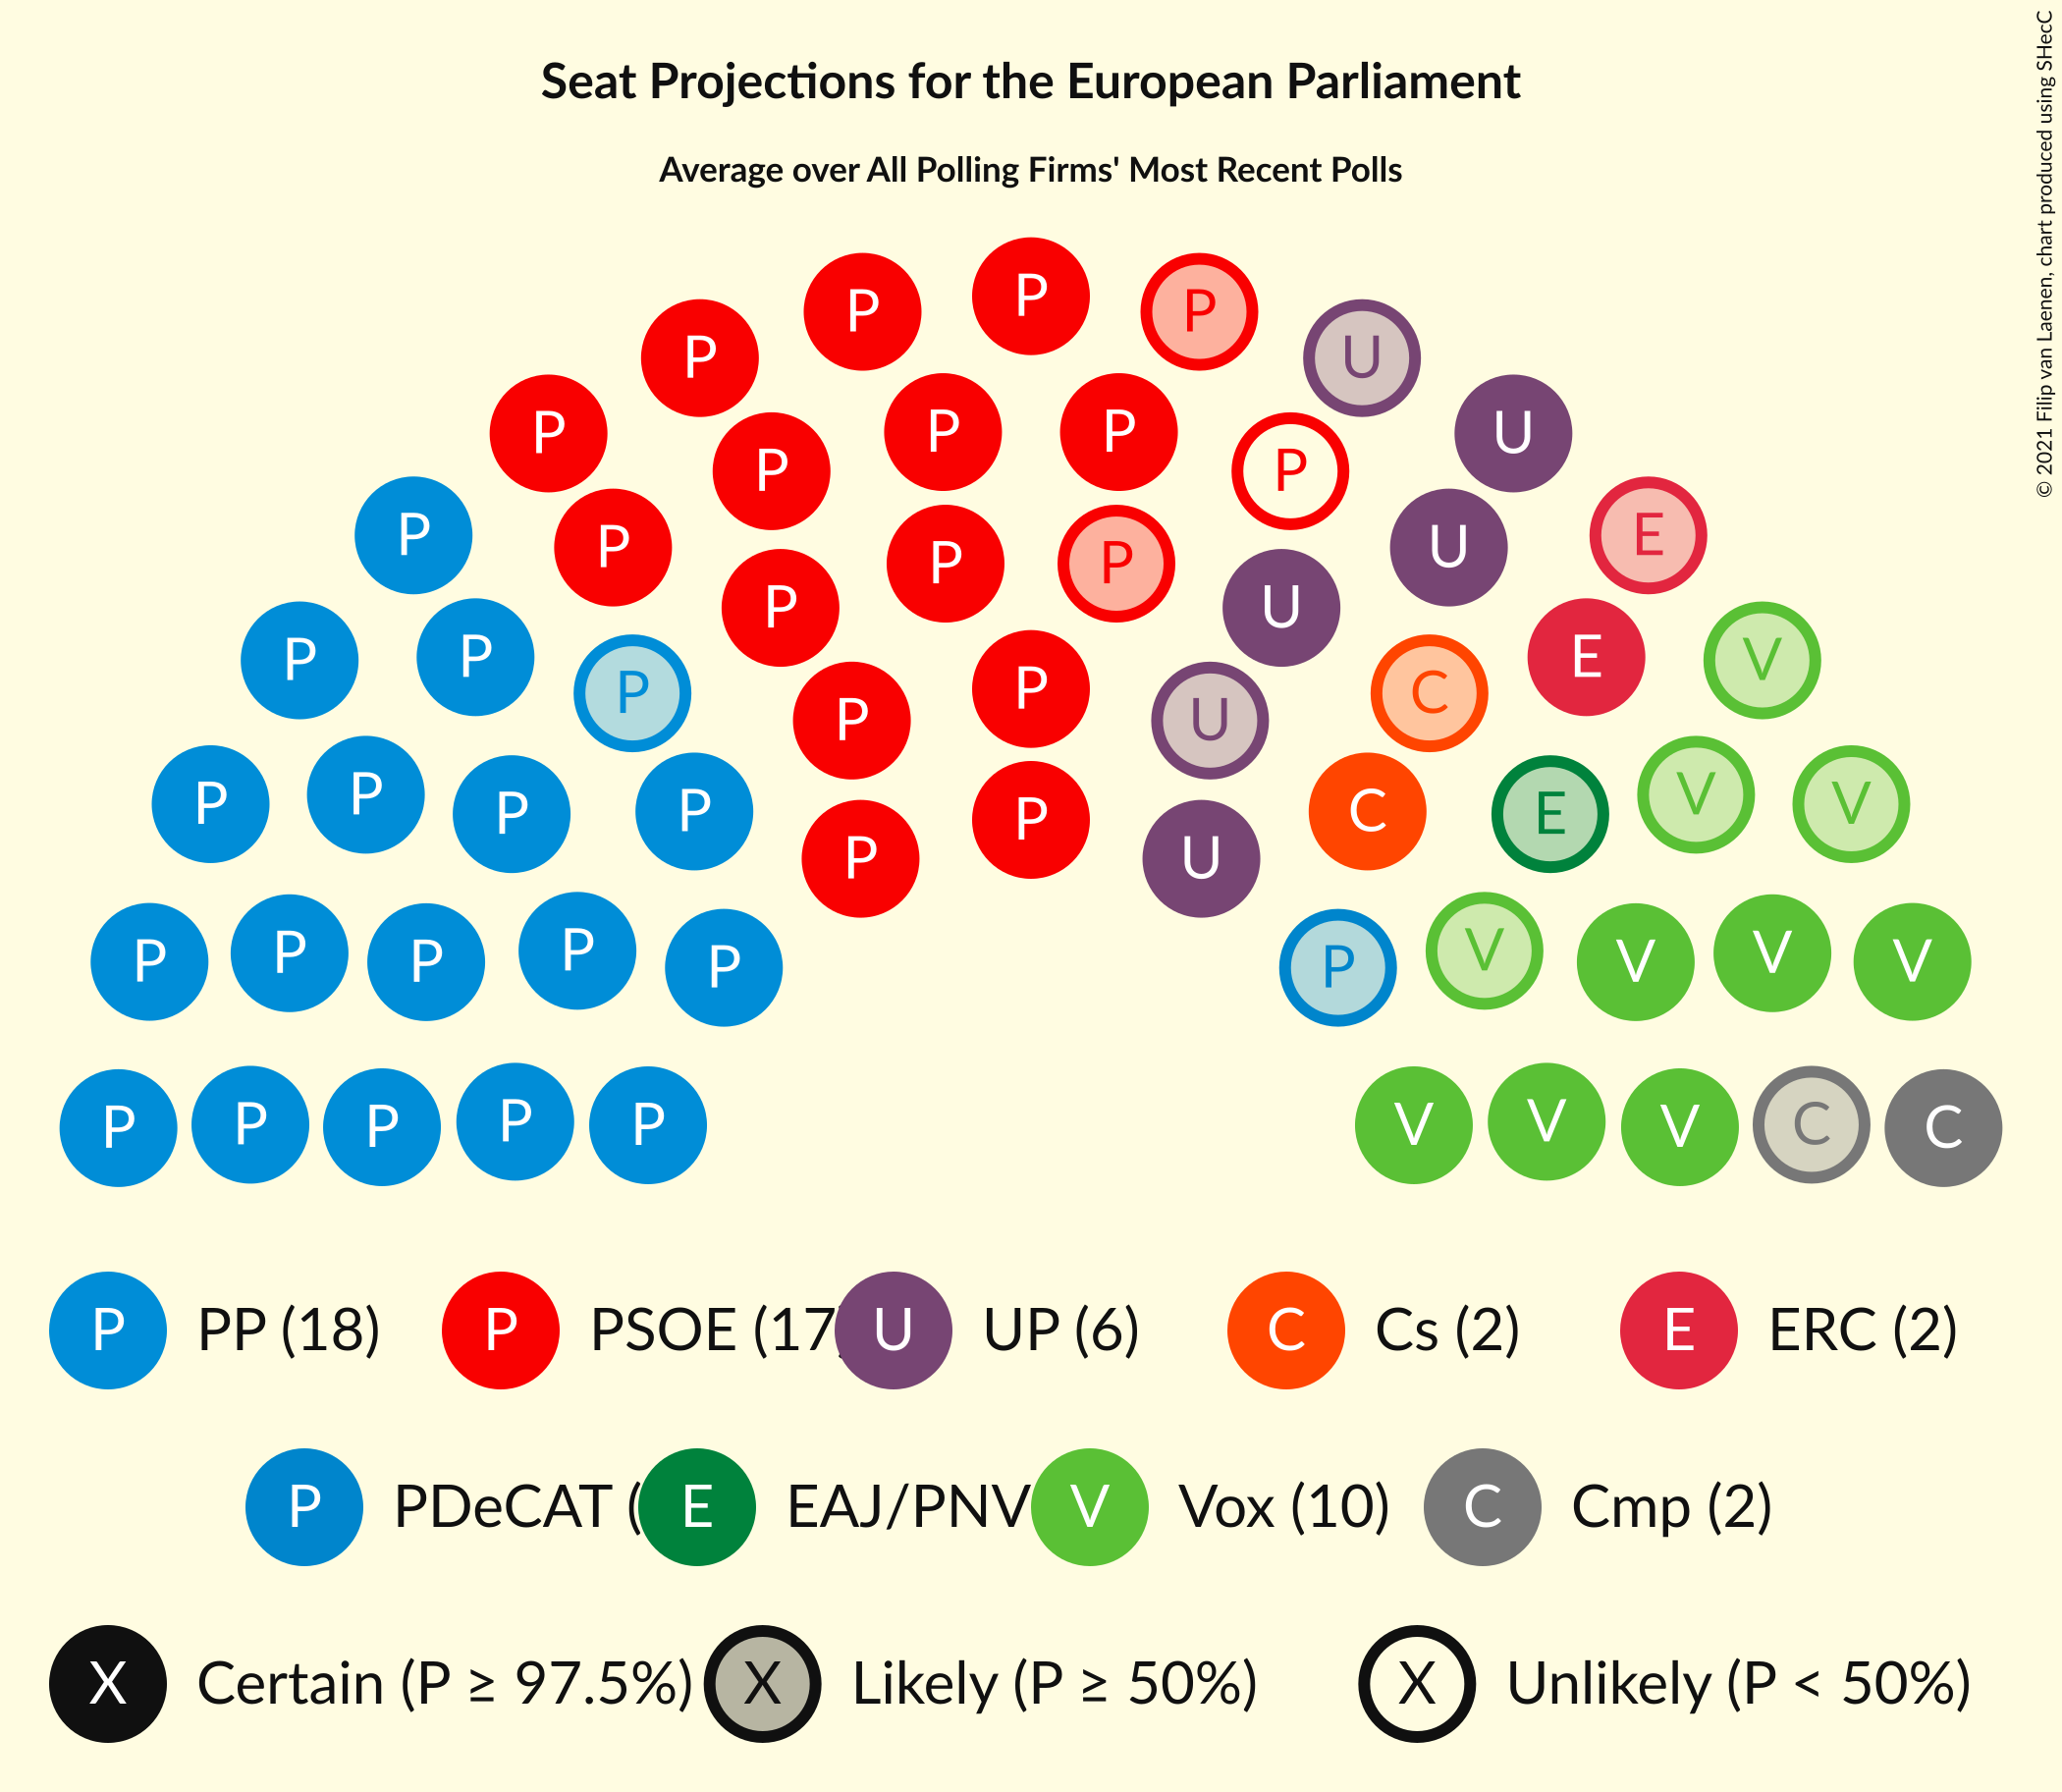 Seat Projections for the European Parliament
Average over All Polling Firms' Most Recent Polls
© 2021 Filip van Laenen, chart produced using SHecC
P P P U
P P U
P P P P
P P U E
P P U
P P P U
P P P E V
P P P C
P P U
P P P C E V V
P P P P
P U
P P P P P P V V V V
P P P P P V V V C C
P PP (18) P PSOE (17 U UP (6) C Cs (2) E ERC (2)
P PDeCAT ( E EAJ/PNV V Vox (10) C Cmp (2)
X Certain (P ≥ 97.5%) X Likely (P ≥ 50%) X Unlikely (P < 50%)